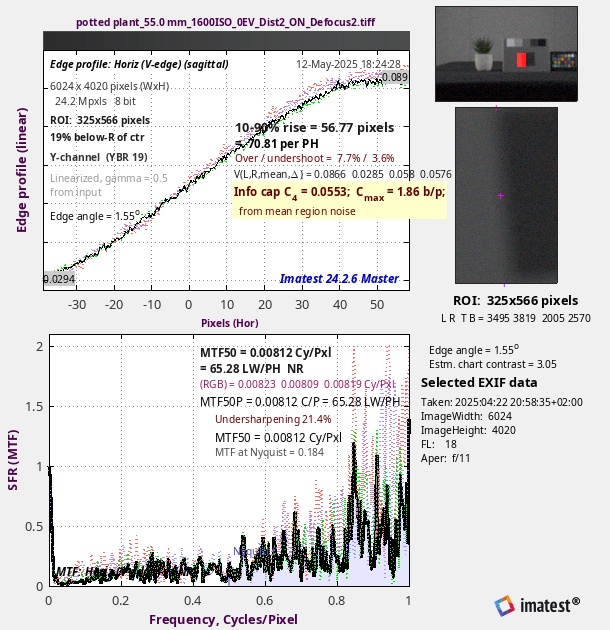 potted plant_55.0 mm_1600ISO_0EV_Dist2_ON_Defocus2.tiff
Edge profile: Horiz (V-edge) (sagittal)
12-May-2025 18:24:28
0.089
6024 x 4020 pixels (WxH)
24.2 Mpxls 8 bit
ROI: 325x566 pixels
19% below-R of ctr
Y-channel (YBR 19)
Linearized, gamma = 0.5
from input
Edge angle = 1.55°
10-90% rise = 56.77 pixels
= 70.81 per PH
Over / undershoot = 7.7% / 3.6%
V(L,R,mean,Δ) = 0.0866 0.0285 0.058 0.0576
Info cap C4 = 0.0553; Cmax = 1.86 b/p;
from mean region noise
0.0294
Imatest 24.2.6 Master
Edge profile (linear)
-30 -20 -10 0 10 20 30 40 50
Pixels (Hor)
ROI: 325x566 pixels
L R T B = 3495 3819 2005 2570
MTF50 = 0.00812 Cy/Pxl
= 65.28 LW/PH NR
(RGB) = 0.00823 0.00809 0.00819 Cy/Pxl
MTF50P = 0.00812 C/P = 65.28 LW/PH
Undersharpening 21.4%
MTF50 = 0.00812 Cy/Pxl
MTF at Nyquist = 0.184
SFR (MTF)
2
1.5
1
0.5
0
MTF:
0 0.2 0.4 0.6 0.8 1
Frequency, Cycles/Pixel
Edge angle = 1.55°
Estm. chart contrast = 3.05
Selected EXIF data
Taken: 2025:04:22 20:58:35+02:00
ImageWidth: 6024
ImageHeight: 4020
FL: 18
Aper: f/11
imatest®